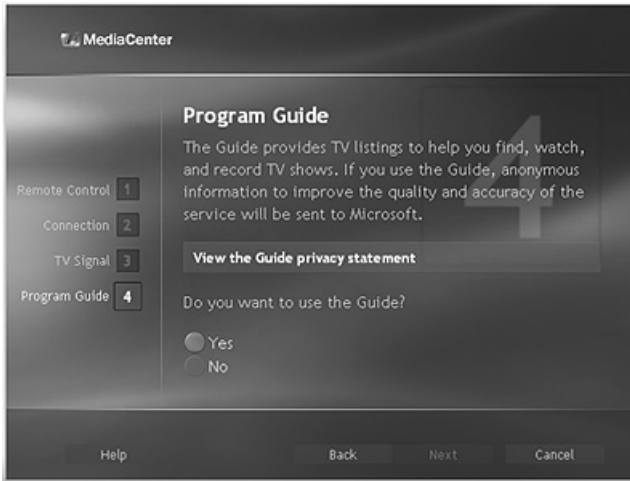 MediaCenter
Program Guide
The Guide provides TV listings to help you find, watch,
and record TV shows. If you use the Guide, anonymous
information to improve the quality and accuracy of the
service will be sent to Microsoft.
4
Remote Control 1
Connection 2
TV Signal 3
Program Guide 4
View the Guide privacy statement
Do you want to use the Guide?
Yes
No
Help
Back
Next
Cancel